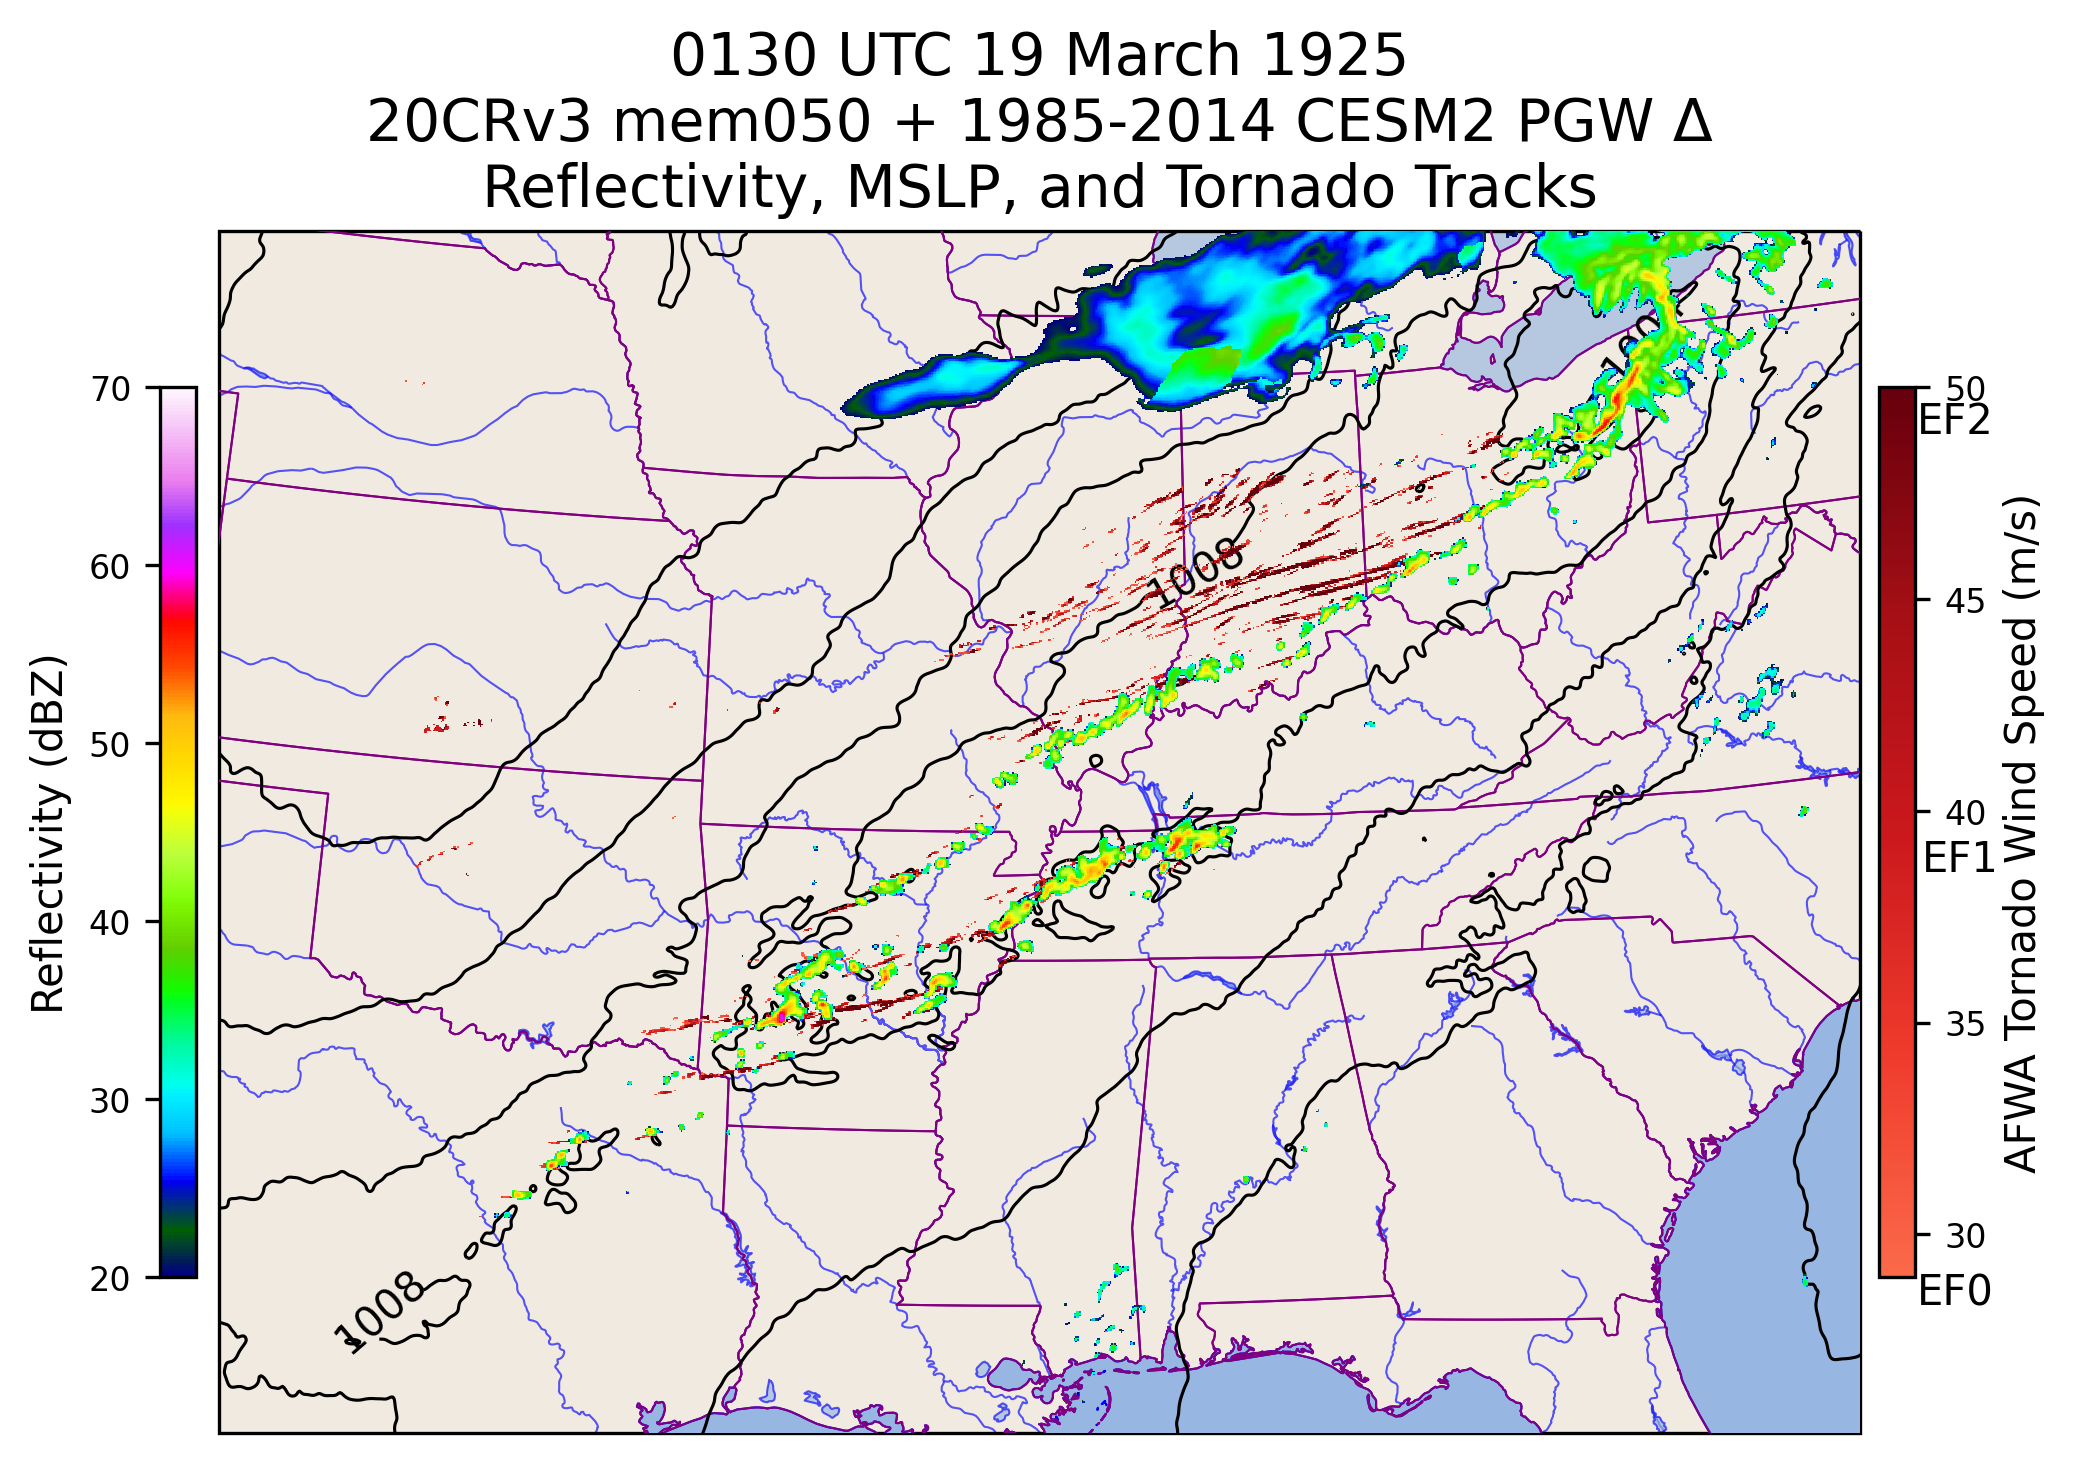 0130 UTC 19 March 1925
20CRv3 mem050 + 1985-2014 CESM2 PGW Δ
Reflectivity, MSLP, and Tornado Tracks
70
60
50
40
30
20
Reflectivity (dBZ)
1008
1008
50
EF2
45
40
EF1
35
30
EF0
AFWA Tornado Wind Speed (m/s)